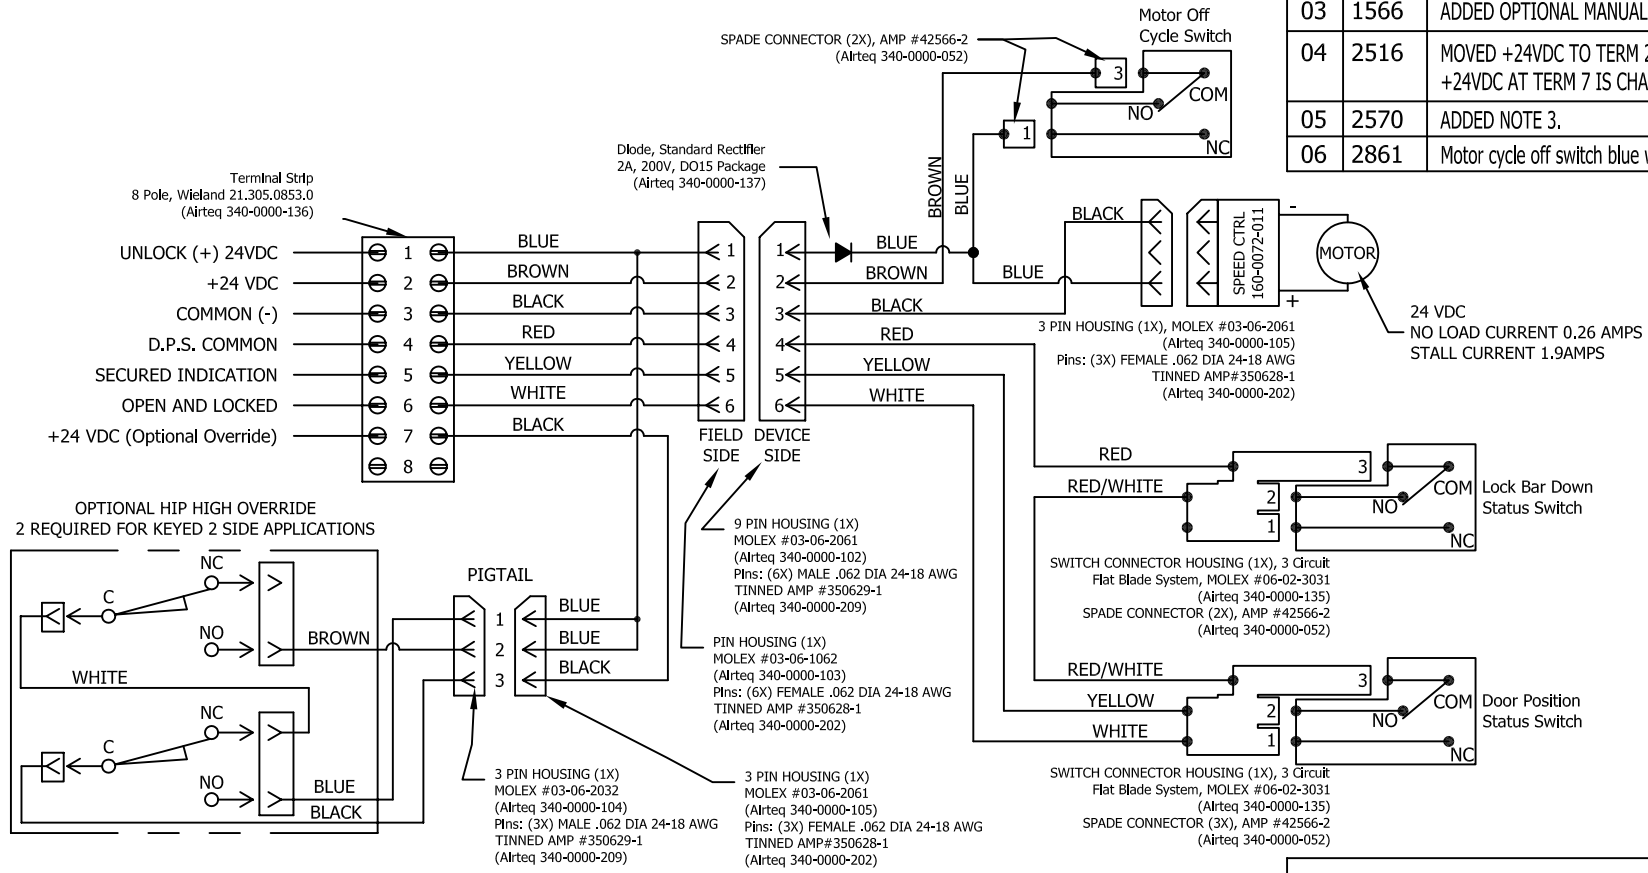 03 1566 ADDED OPTIONAL MANUAL
04 2516 MOVED +24VDC TO TERM 2
+24VDC AT TERM 7 IS CHA
05 2570 ADDED NOTE 3.
06 2861 Motor cycle off switch blue
Motor Off
Cycle Switch
SPADE CONNECTOR (2X), AMP #42566-2
(Airteq 340-0000-052)
3
COM
NO
1
NC
Diode, Standard Rectifier
2A, 200V, DO15 Package
(Airteq 340-0000-137)
BROWN
BLUE
Terminal Strip
8 Pole, Wieland 21.305.0853.0
(Airteq 340-0000-136)
UNLOCK (+) 24VDC 1 BLUE 1 1 BLUE
+24 VDC 2 BROWN 2 2 BROWN
COMMON (-) 3 BLACK 3 3 BLACK
D.P.S. COMMON 4 RED 4 4 RED
SECURED INDICATION 5 YELLOW 5 5 YELLOW
OPEN AND LOCKED 6 WHITE 6 6 WHITE
+24 VDC (Optional Override) 7 BLACK
8
FIELD SIDE
DEVICE SIDE
BLACK
BLUE
SPEED CTRL
160-0072-011
-
+
MOTOR
24 VDC
NO LOAD CURRENT 0.26 AMPS
STALL CURRENT 1.9AMPS
3 PIN HOUSING (1X), MOLEX #03-06-2061
(Airteq 340-0000-105)
Pins: (3X) FEMALE .062 DIA 24-18 AWG
TINNED AMP#350628-1
(Airteq 340-0000-202)
RED
RED/WHITE
3
2
1
COM
NO
NC
Lock Bar Down
Status Switch
SWITCH CONNECTOR HOUSING (1X), 3 Circuit
Flat Blade System, MOLEX #06-02-3031
(Airteq 340-0000-135)
SPADE CONNECTOR (2X), AMP #42566-2
(Airteq 340-0000-052)
RED/WHITE
YELLOW
WHITE
3
2
1
COM
NO
NC
Door Position
Status Switch
SWITCH CONNECTOR HOUSING (1X), 3 Circuit
Flat Blade System, MOLEX #06-02-3031
(Airteq 340-0000-135)
SPADE CONNECTOR (3X), AMP #42566-2
(Airteq 340-0000-052)
OPTIONAL HIP HIGH OVERRIDE
2 REQUIRED FOR KEYED 2 SIDE APPLICATIONS
NC
C
NO
BROWN
WHITE
NC
C
NO
BLUE
BLACK
PIGTAIL
1 BLUE
2 BLUE
3 BLACK
9 PIN HOUSING (1X)
MOLEX #03-06-2061
(Airteq 340-0000-102)
Pins: (6X) MALE .062 DIA 24-18 AWG
TINNED AMP #350629-1
(Airteq 340-0000-209)
PIN HOUSING (1X)
MOLEX #03-06-1062
(Airteq 340-0000-103)
Pins: (6X) FEMALE .062 DIA 24-18 AWG
TINNED AMP #350628-1
(Airteq 340-0000-202)
3 PIN HOUSING (1X)
MOLEX #03-06-2032
(Airteq 340-0000-104)
Pins: (3X) MALE .062 DIA 24-18 AWG
TINNED AMP #350629-1
(Airteq 340-0000-209)
3 PIN HOUSING (1X)
MOLEX #03-06-2061
(Airteq 340-0000-105)
Pins: (3X) FEMALE .062 DIA 24-18 AWG
TINNED AMP#350628-1
(Airteq 340-0000-202)